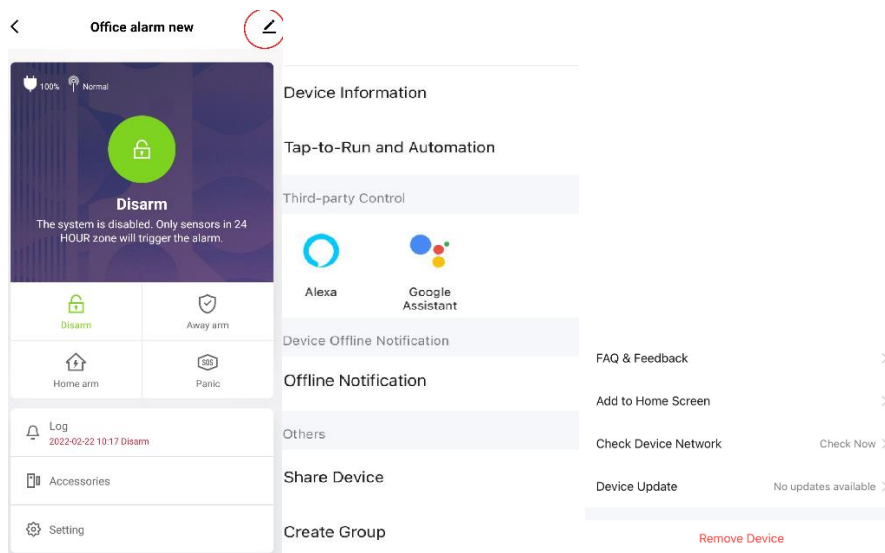 Office alarm new
100% Normal
Disarm
The system is disabled. Only sensors in 24
HOUR zone will trigger the alarm.
Disarm
Away arm
Home arm
SOS
Panic
Log
2022-02-22 10:17 Disarm
Accessories
Setting
Device Information
Tap-to-Run and Automation
Third-party Control
Alexa
Google
Assistant
Device Offline Notification
Offline Notification
Others
Share Device
Create Group
FAQ & Feedback
Add to Home Screen
Check Device Network Check Now
Device Update No updates available
Remove Device